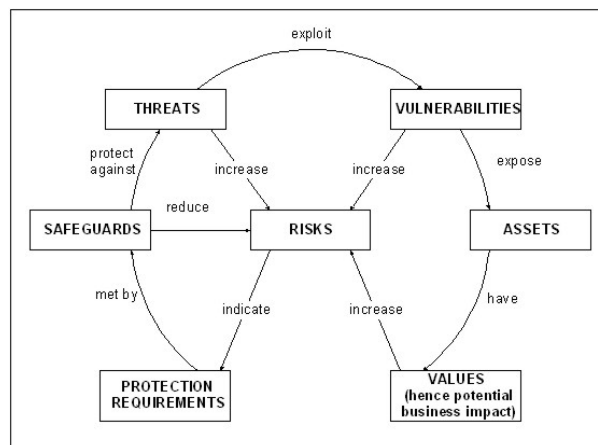 exploit
THREATS
VULNERABILITIES
protect
against
increase
increase
expose
reduce
SAFEGUARDS
RISKS
ASSETS
met by
indicate
increase
have
PROTECTION
REQUIREMENTS
VALUES
(hence potential
business impact)